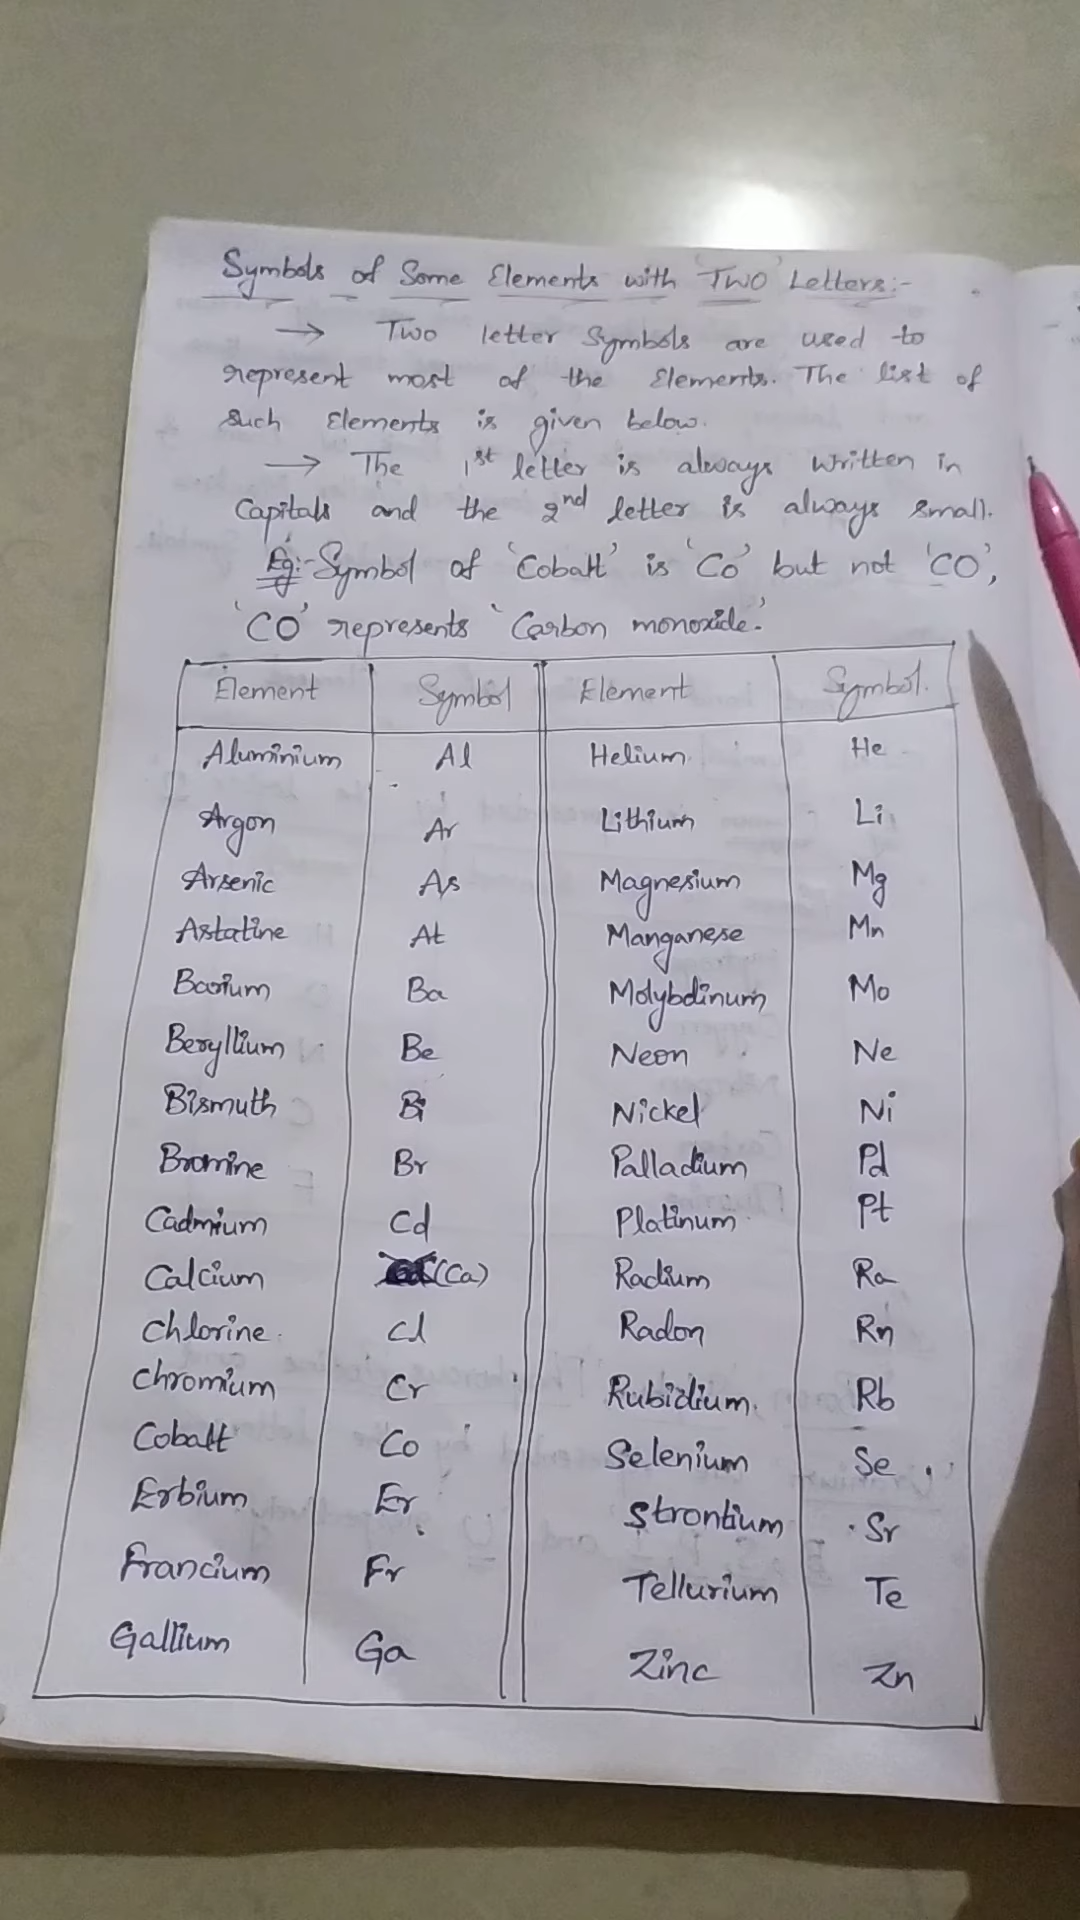 Symbols of Some Elements with 'TWO' Letters:-
→ Two letter Symbols are used to
represent most of the Elements. The list of
such Elements is given below.
→ The 1st letter is always written in
Capitals and the 2nd letter is always small.
Eg:- Symbol of 'Cobalt' is 'Co' but not 'CO',
'CO' represents 'Carbon monoxide.'
Element Symbol Element Symbol.
Aluminium Al Helium He
Argon Ar Lithium Li
Arsenic As Magnesium Mg
Astatine At Manganese Mn
Barium Ba Molybdinum Mo
Beryllium Be Neon Ne
Bismuth Bi Nickel Ni
Bromine Br Palladium Pd
Cadmium Cd Platinum Pt
Calcium (Ca) Radium Ra
Chlorine Cl Radon Rn
Chromium Cr Rubidium Rb
Cobalt Co Selenium Se
Erbium Er Strontium Sr
Francium Fr Tellurium Te
Gallium Ga Zinc Zn